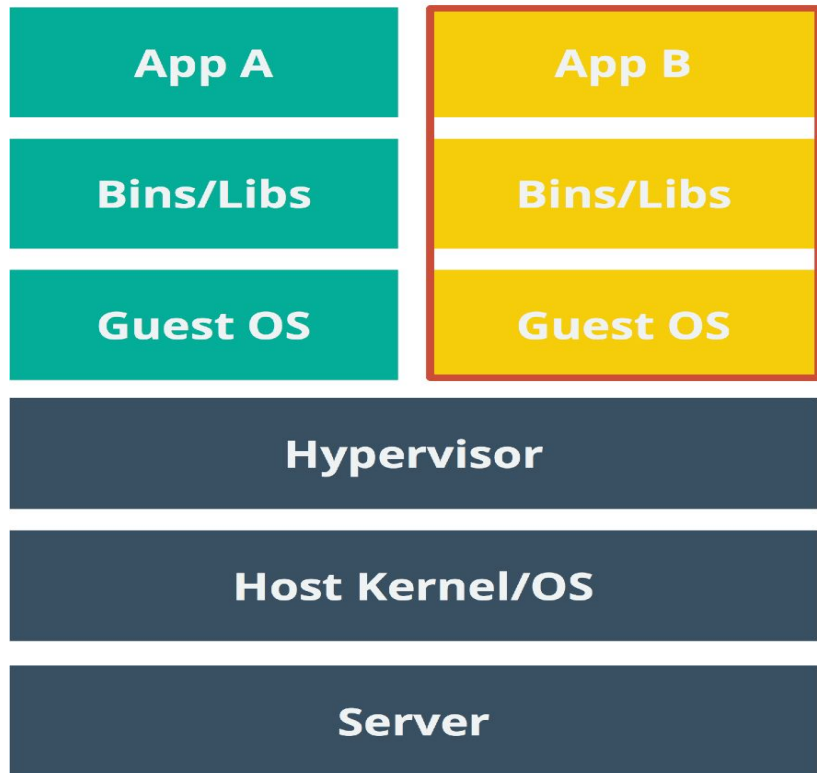 App A
App B
Bins/Libs
Bins/Libs
Guest OS
Guest OS
Hypervisor
Host Kernel/OS
Server